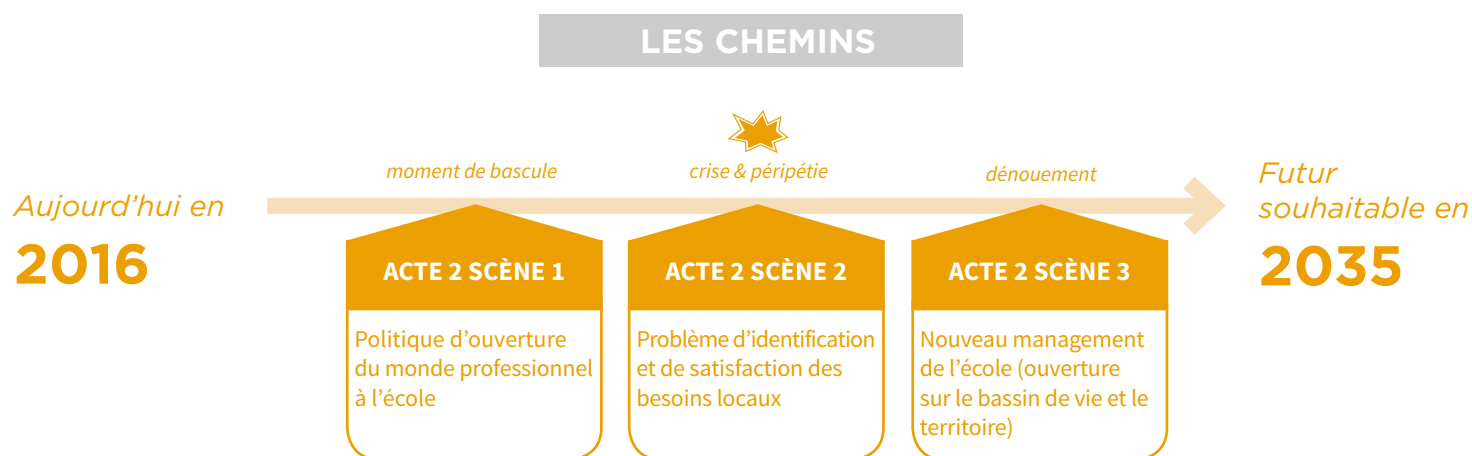 LES CHEMINS
moment de bascule
crise & péripétie
dénouement
Aujourd’hui en
2016
Futur
souhaitable en
2035
ACTE 2 SCÈNE 1
Politique d’ouverture
du monde professionnel
à l’école
ACTE 2 SCÈNE 2
Problème d’identification
et de satisfaction des
besoins locaux
ACTE 2 SCÈNE 3
Nouveau management
de l’école (ouverture
sur le bassin de vie et le
territoire)